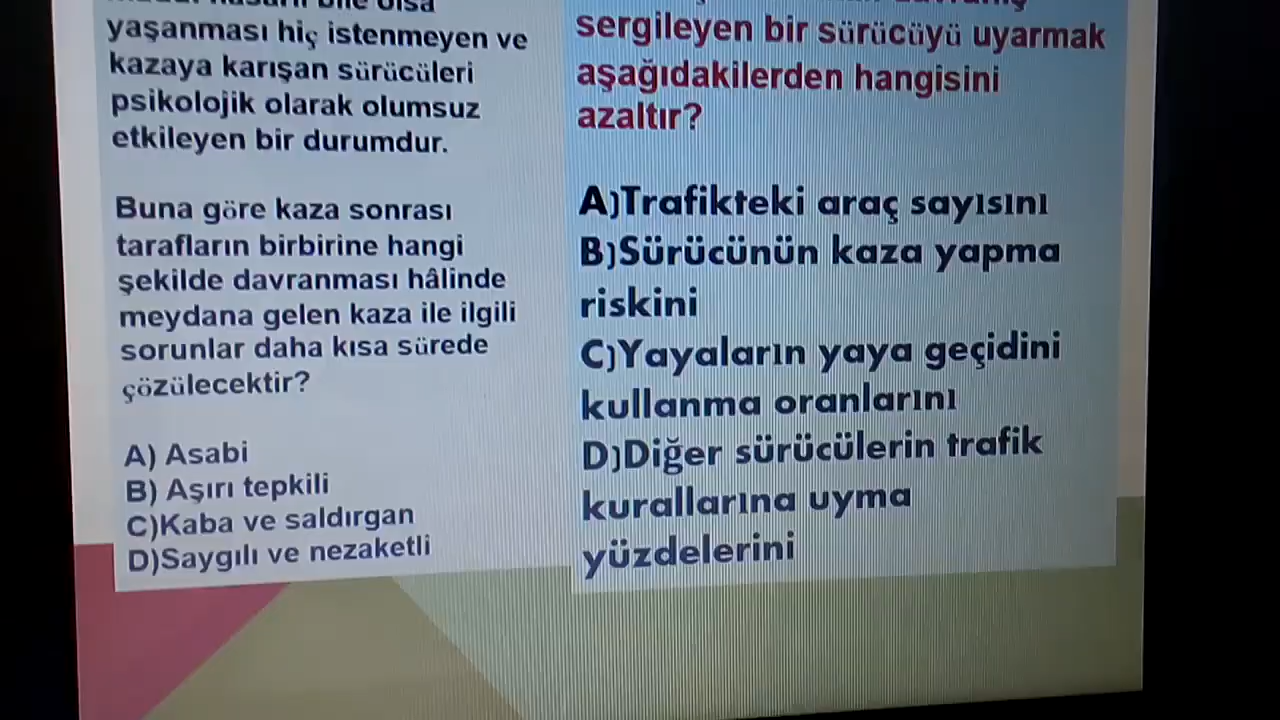 yaşanması hiç istenmeyen ve
kazaya karışan sürücüleri
psikolojik olarak olumsuz
etkileyen bir durumdur.
Buna göre kaza sonrası
tarafların birbirine hangi
şekilde davranması hâlinde
meydana gelen kaza ile ilgili
sorunlar daha kısa sürede
çözülecektir?
A) Asabi
B) Aşırı tepkili
C)Kaba ve saldırgan
D)Saygılı ve nezaketli
sergileyen bir sürücüyü uyarmak
aşağıdakilerden hangisini
azaltır?
A)Trafikteki araç sayısını
B)Sürücünün kaza yapma
riskini
C)Yayaların yaya geçidini
kullanma oranlarını
D)Diğer sürücülerin trafik
kurallarına uyma
yüzdelerini